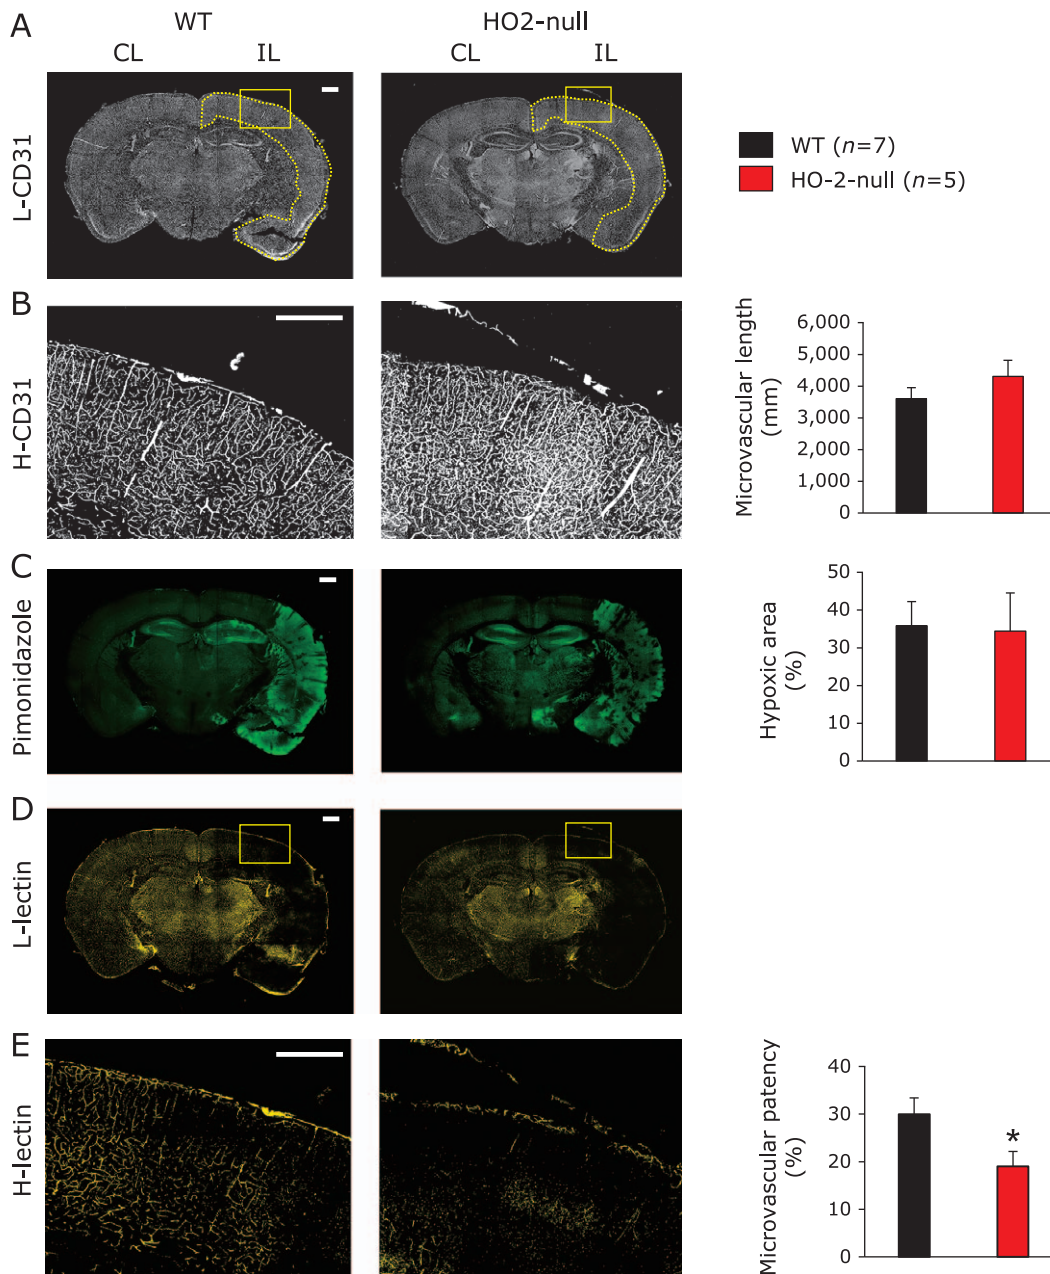 A
WT
HO2-null
CL
IL
CL
IL
L-CD31
WT (n=7)
HO-2-null (n=5)
B
H-CD31
Microvascular length
(mm)
6,000
5,000
4,000
3,000
2,000
1,000
0
C
Pimonidazole
Hypoxic area
(%)
50
40
30
20
10
0
D
L-lectin
E
H-lectin
Microvascular patency
(%)
40
30
20
10
0
*